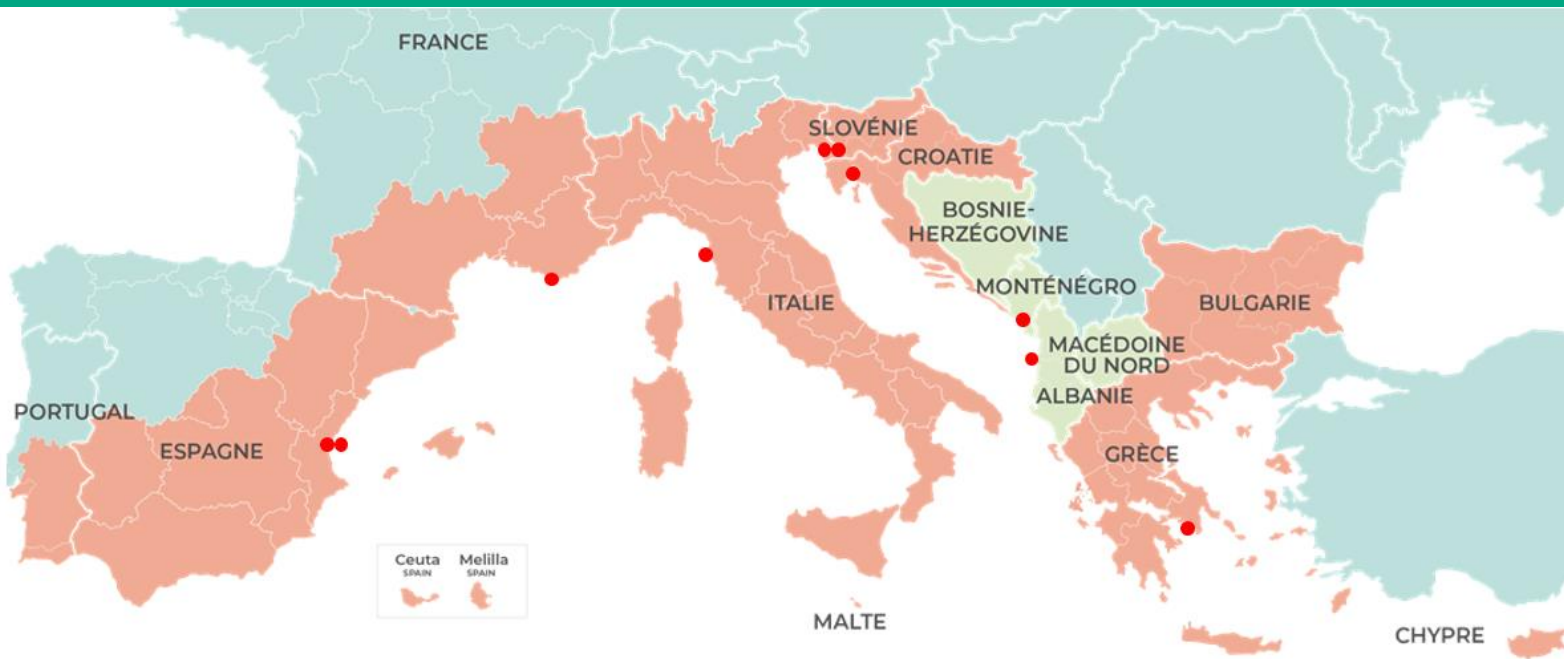 FRANCE
SLOVÉNIE
CROATIE
BOSNIE-
HERZÉGOVINE
MONTÉNÉGRO
ITALIE
BULGARIE
MACÉDOINE
DU NORD
ALBANIE
PORTUGAL
ESPAGNE
GRÈCE
Ceuta
SPAIN
Melilla
SPAIN
MALTE
CHYPRE